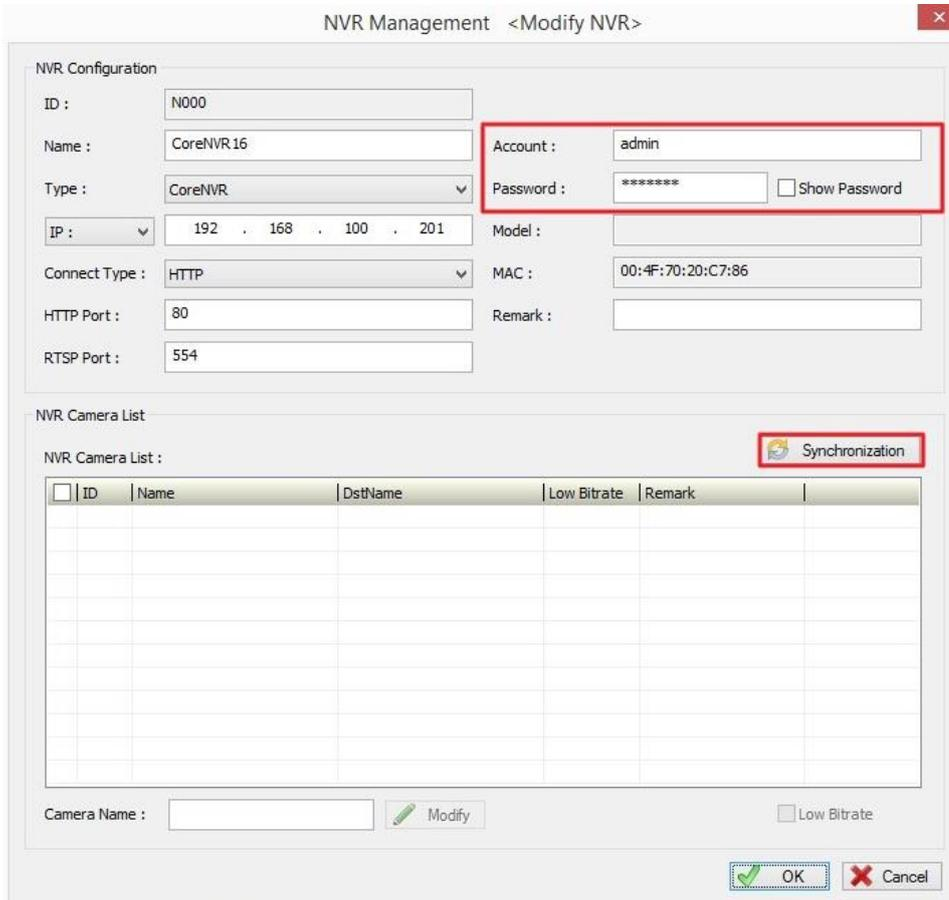 NVR Management <Modify NVR>
NVR Configuration
ID : N000
Name : CoreNVR16 Account : admin
Type : CoreNVR Password : ******* Show Password
IP : 192 . 168 . 100 . 201 Model :
Connect Type : HTTP MAC : 00:4F:70:20:C7:86
HTTP Port : 80 Remark :
RTSP Port : 554
NVR Camera List
Synchronization
NVR Camera List :
ID Name DstName Low Bitrate Remark
Camera Name : Modify Low Bitrate
OK Cancel